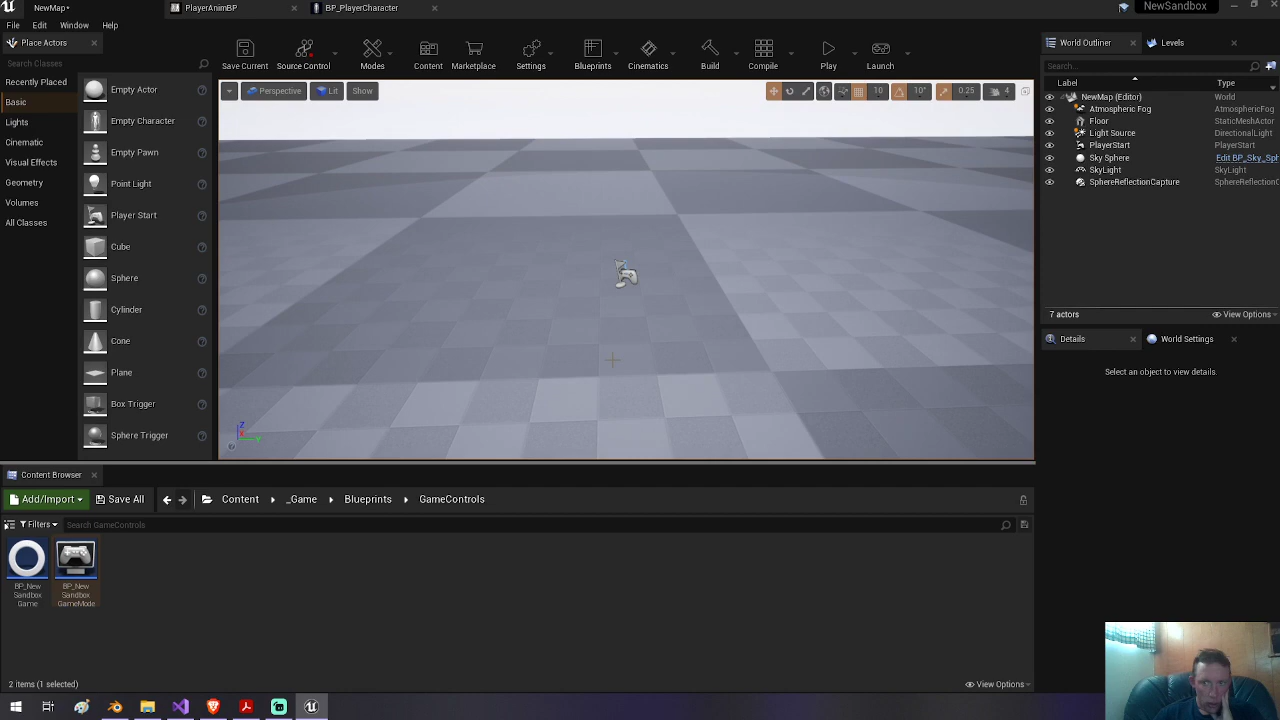 NewMap•
PlayerAnimBP
BP_PlayerCharacter
NewSandbox
File Edit Window Help
Place Actors
Search Classes
Recently Placed
Basic
Lights
Cinematic
Visual Effects
Geometry
Volumes
All Classes
Empty Actor
Empty Character
Empty Pawn
Point Light
Player Start
Cube
Sphere
Cylinder
Cone
Plane
Box Trigger
Sphere Trigger
Save Current
Source Control
Modes
Content
Marketplace
Settings
Blueprints
Cinematics
Build
Compile
Play
Launch
Perspective
Lit
Show
10
10°
0.25
4
Z
Y
World Outliner
Levels
Search...
Label Type
NewMap (Editor) World
Atmospheric Fog AtmosphericFog
Floor StaticMeshActor
Light Source DirectionalLight
PlayerStart PlayerStart
Sky Sphere Edit BP_Sky_Sph
SkyLight SkyLight
SphereReflectionCapture SphereReflectionC
7 actors
View Options
Details
World Settings
Select an object to view details.
Content Browser
Add/Import
Save All
Content
_Game
Blueprints
GameControls
Filters
Search GameControls
BP_New
Sandbox
Game
BP_New
Sandbox
GameMode
2 items (1 selected)
View Options